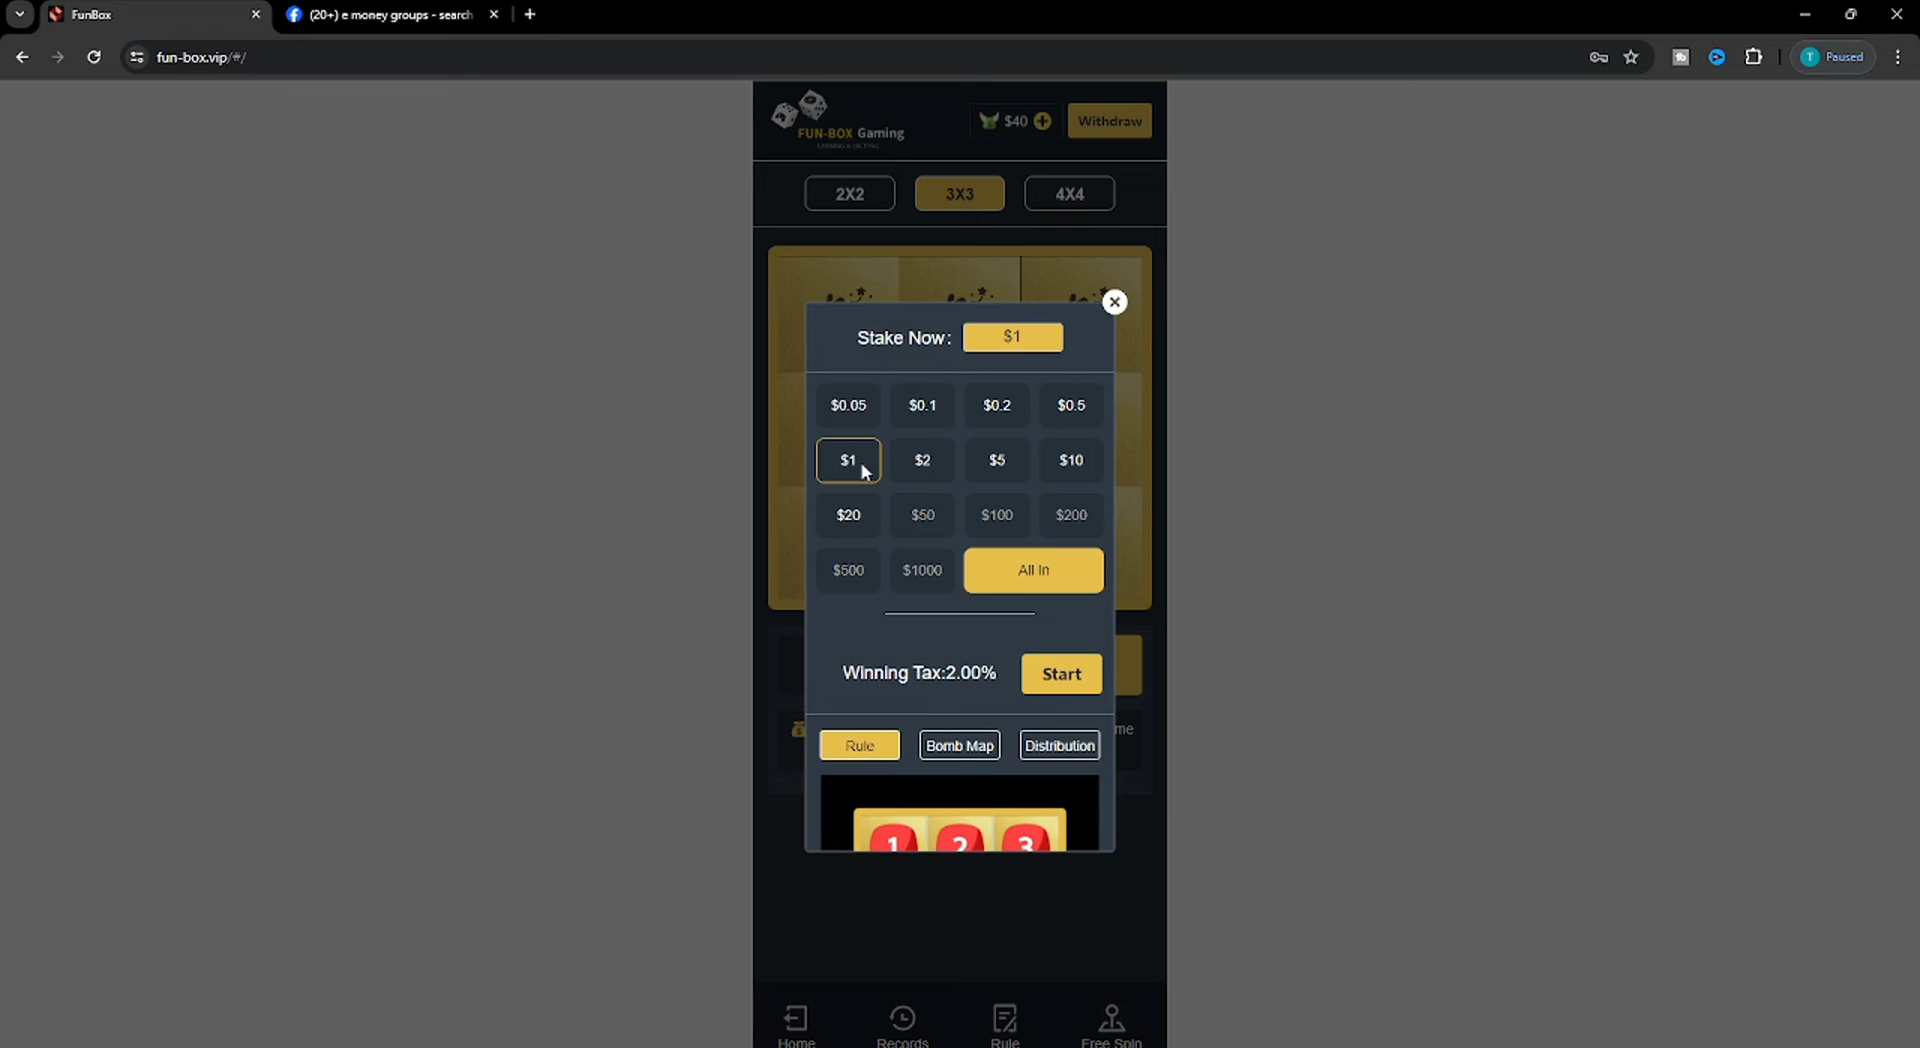 FunBox
(20+) e money groups - search
fun-box.vip/#/
T Paused
FUN-BOX Gaming
$40
Withdraw
2X2 3X3 4X4
Stake Now: $1
$0.05 $0.1 $0.2 $0.5
$1 $2 $5 $10
$20 $50 $100 $200
$500 $1000 All In
Winning Tax:2.00% Start
me
Rule Bomb Map Distribution
1 2 3
Home Records Rule Free Spin